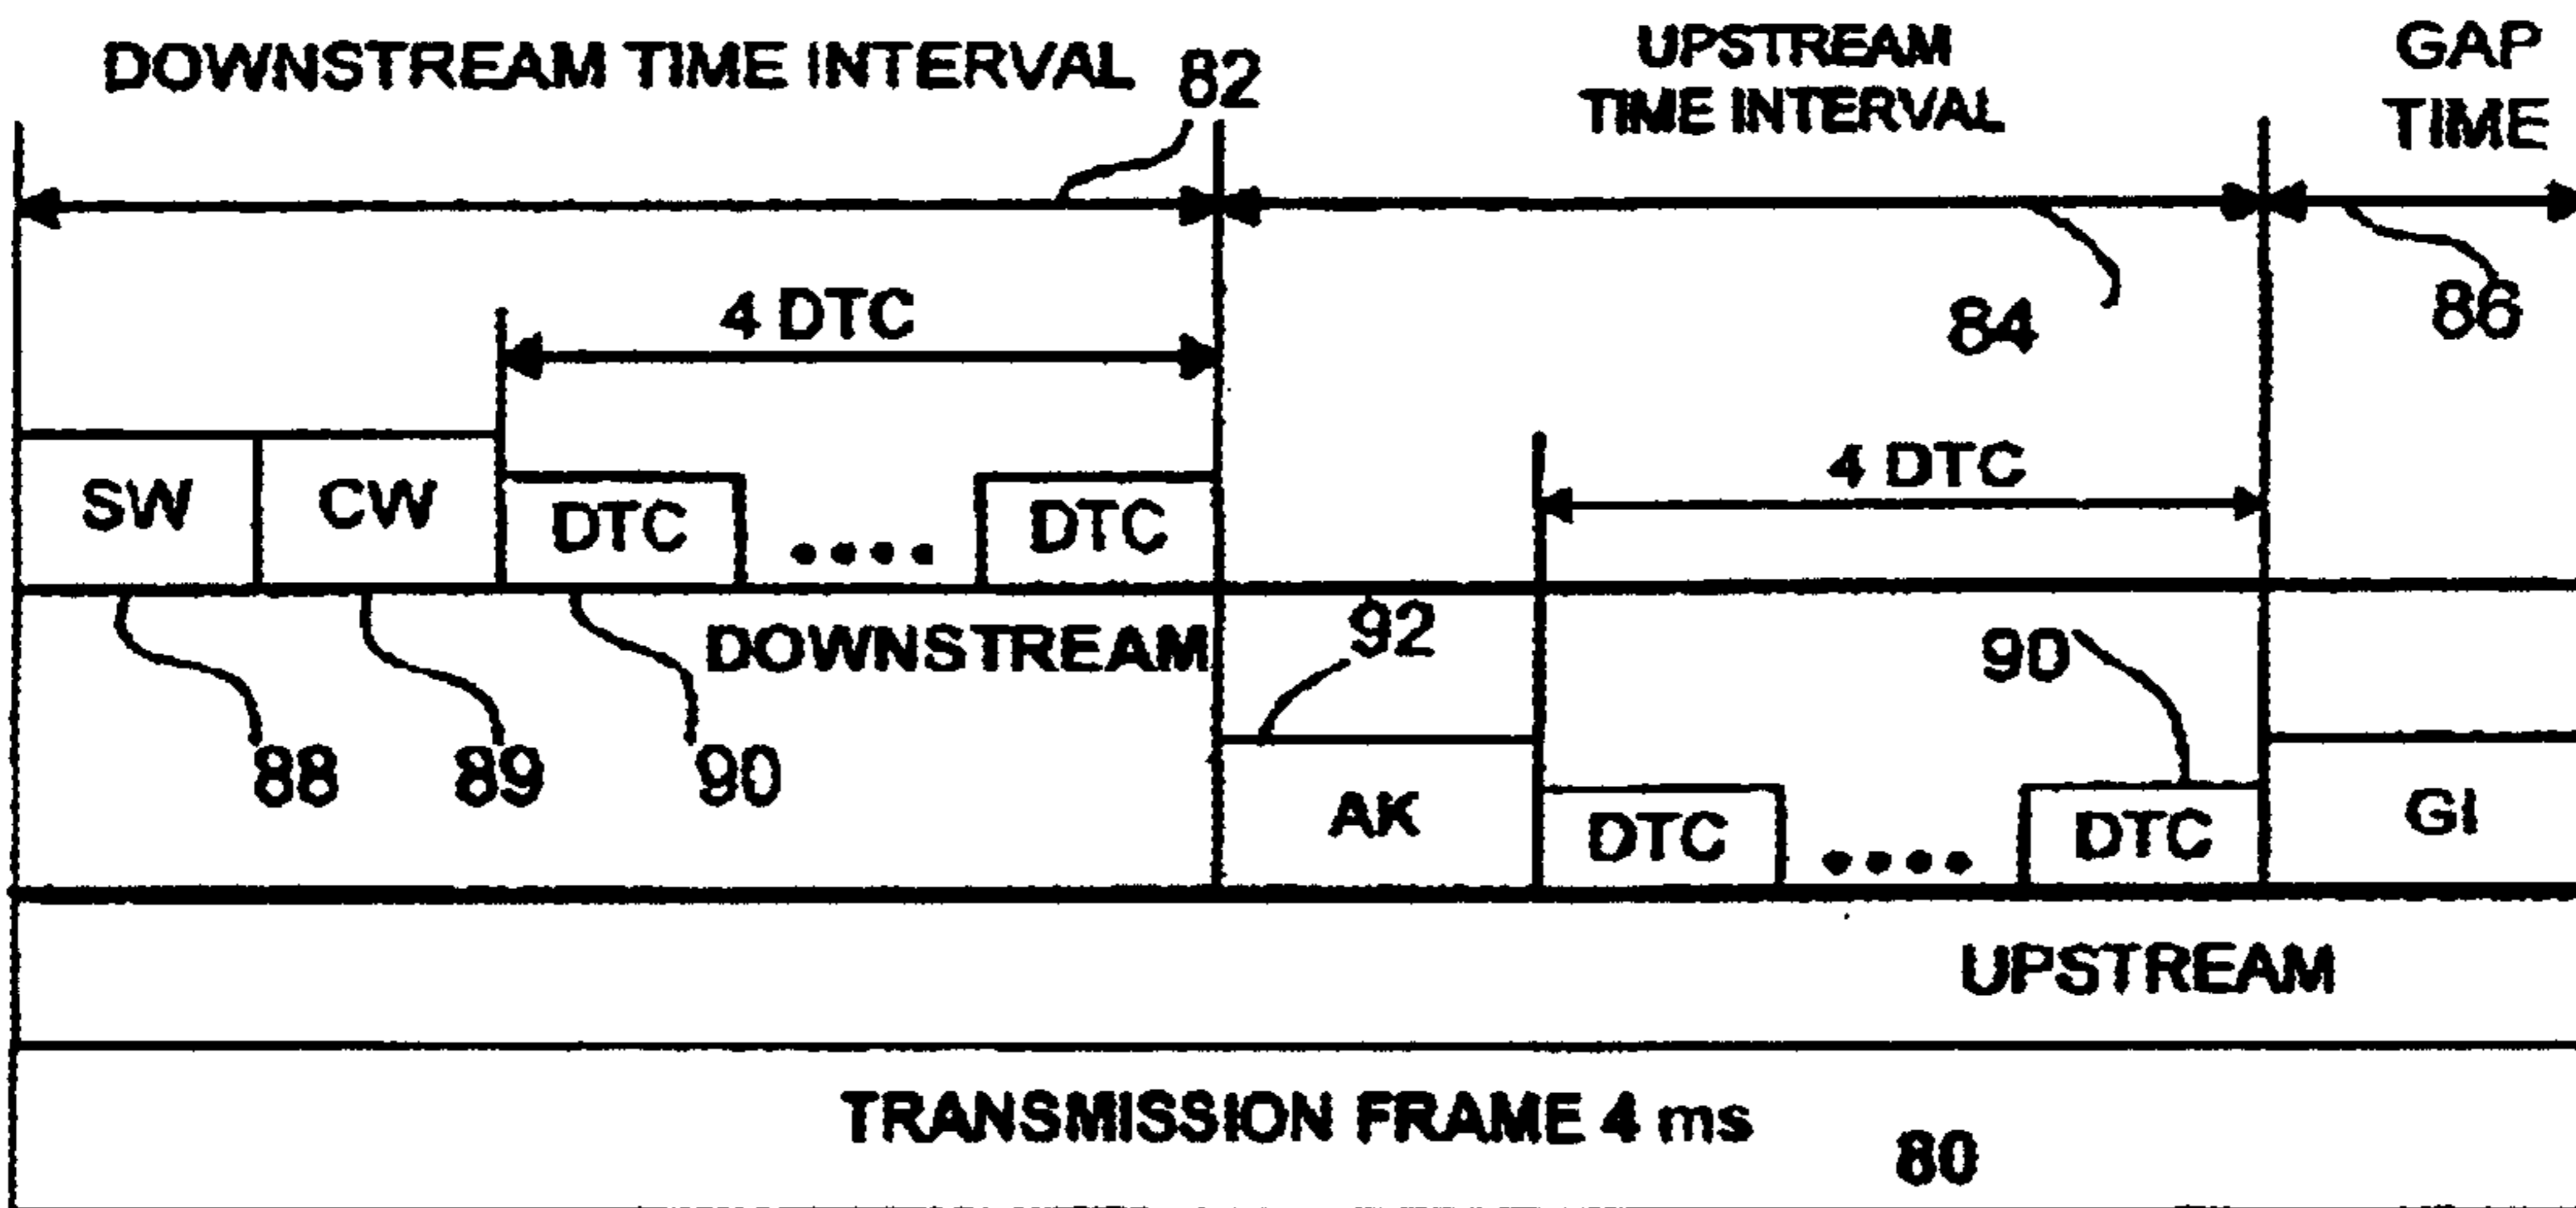 DOWNSTREAM TIME INTERVAL 82
UPSTREAM
TIME INTERVAL
GAP
TIME
4 DTC
84
86
SW CW DTC •••• DTC
4 DTC
DOWNSTREAM
92
90
88 89 90
AK DTC •••• DTC GI
UPSTREAM
TRANSMISSION FRAME 4 ms
80